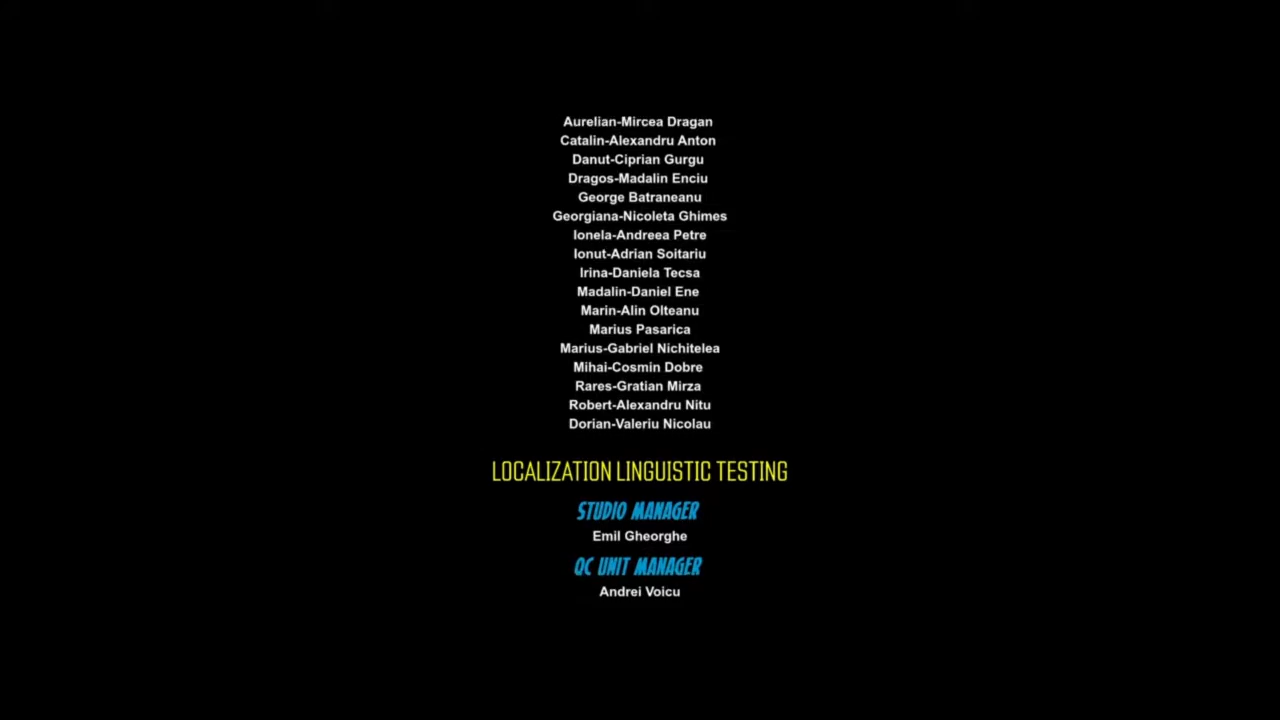 Aurelian-Mircea Dragan
Catalin-Alexandru Anton
Danut-Ciprian Gurgu
Dragos-Madalin Enciu
George Batraneanu
Georgiana-Nicoleta Ghimes
Ionela-Andreea Petre
Ionut-Adrian Soitariu
Irina-Daniela Tecsa
Madalin-Daniel Ene
Marin-Alin Olteanu
Marius Pasarica
Marius-Gabriel Nichitelea
Mihai-Cosmin Dobre
Rares-Gratian Mirza
Robert-Alexandru Nitu
Dorian-Valeriu Nicolau
LOCALIZATION LINGUISTIC TESTING
STUDIO MANAGER
Emil Gheorghe
QC UNIT MANAGER
Andrei Voicu